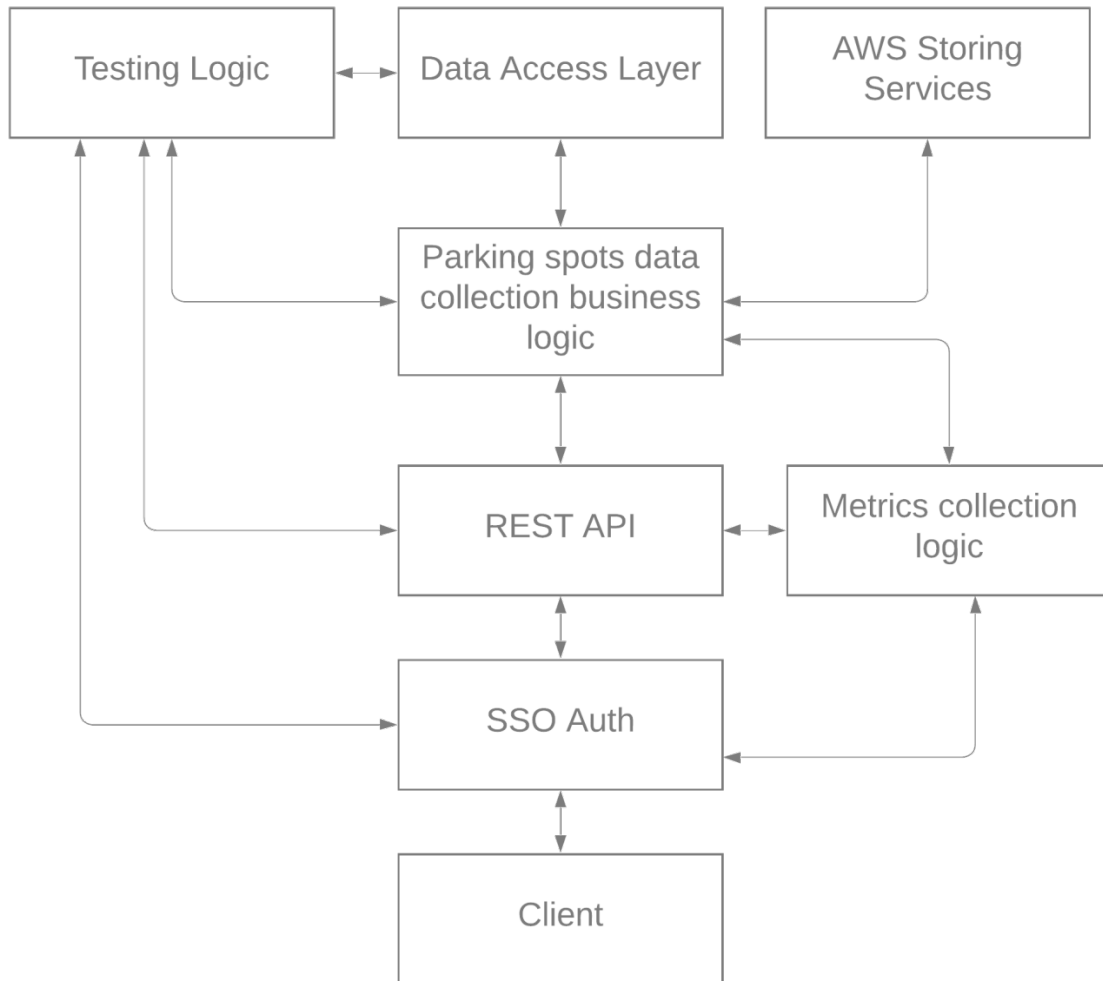 Testing Logic
Data Access Layer
AWS Storing
Services
Parking spots data
collection business
logic
REST API
Metrics collection
logic
SSO Auth
Client